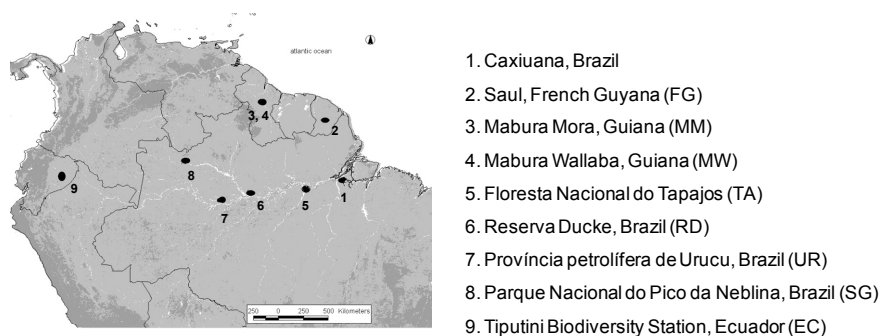 atlantic ocean
3, 4
2
8
9
7
6
5
1
250 0 250 500 Kilometers
1. Caxiuana, Brazil
2. Saul, French Guyana (FG)
3. Mabura Mora, Guiana (MM)
4. Mabura Wallaba, Guiana (MW)
5. Floresta Nacional do Tapajos (TA)
6. Reserva Ducke, Brazil (RD)
7. Província petrolífera de Urucu, Brazil (UR)
8. Parque Nacional do Pico da Neblina, Brazil (SG)
9. Tiputini Biodiversity Station, Ecuador (EC)